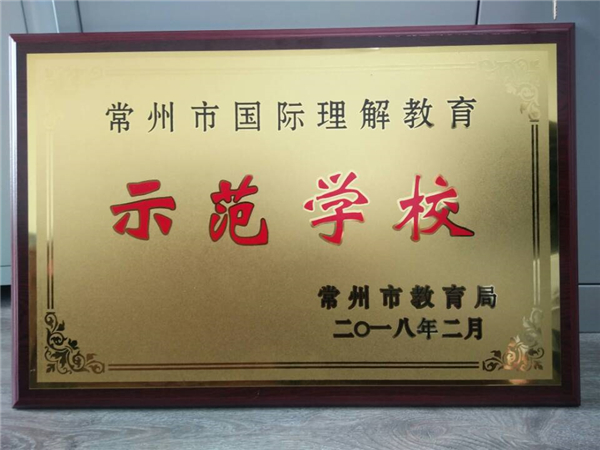 常州市国际理解教育
示范学校
常州市教育局
二〇一八年二月